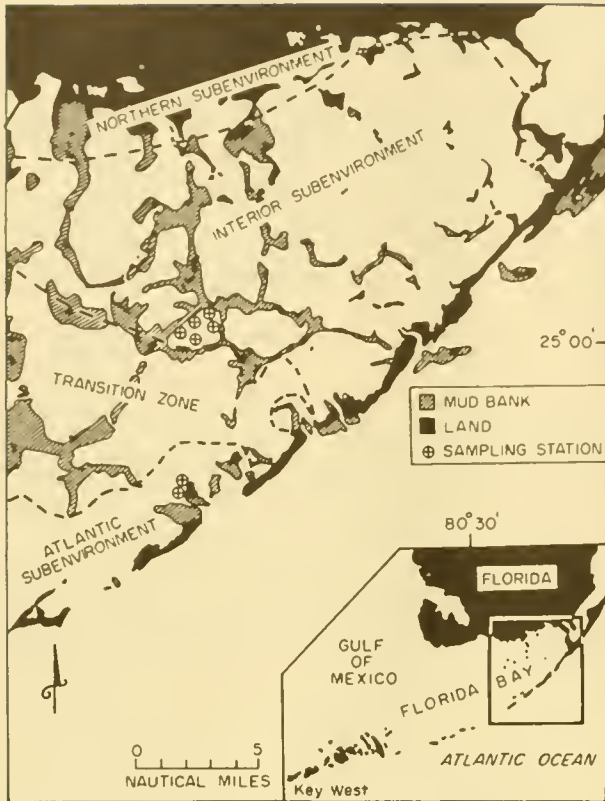 NORTHERN SUBENVIRONMENT
INTERIOR SUBENVIRONMENT
25° 00'
TRANSITION ZONE
MUD BANK
LAND
SAMPLING STATION
ATLANTIC
SUBENVIRONMENT
80° 30'
FLORIDA
GULF
OF
MEXICO
FLORIDA BAY
ATLANTIC OCEAN
Key West
0 5
NAUTICAL MILES